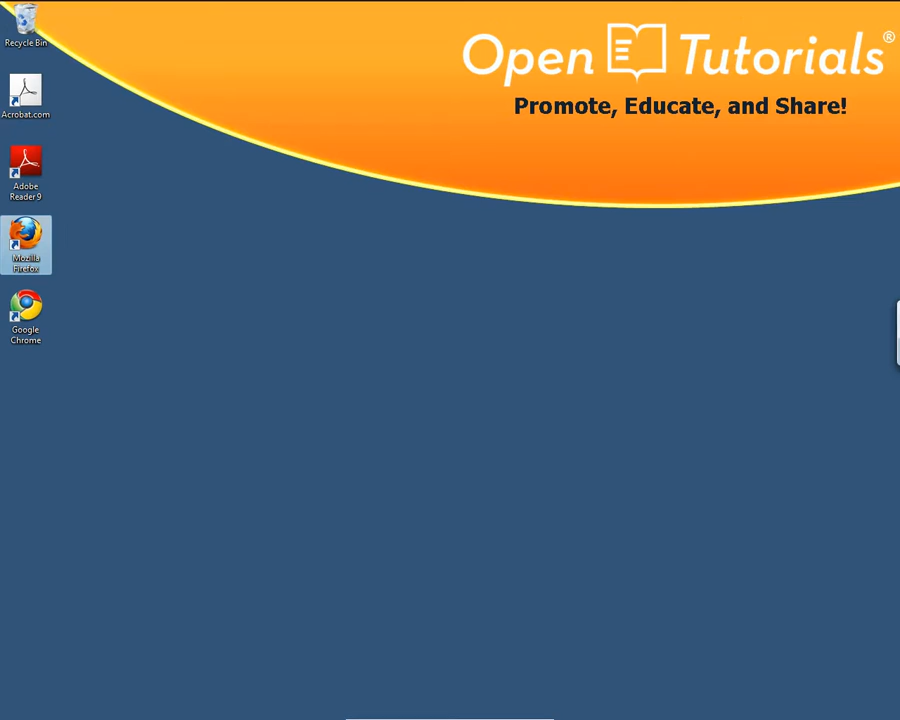 Recycle Bin
Acrobat.com
Adobe
Reader 9
Mozilla
Firefox
Google
Chrome
Open Tutorials®
Promote, Educate, and Share!